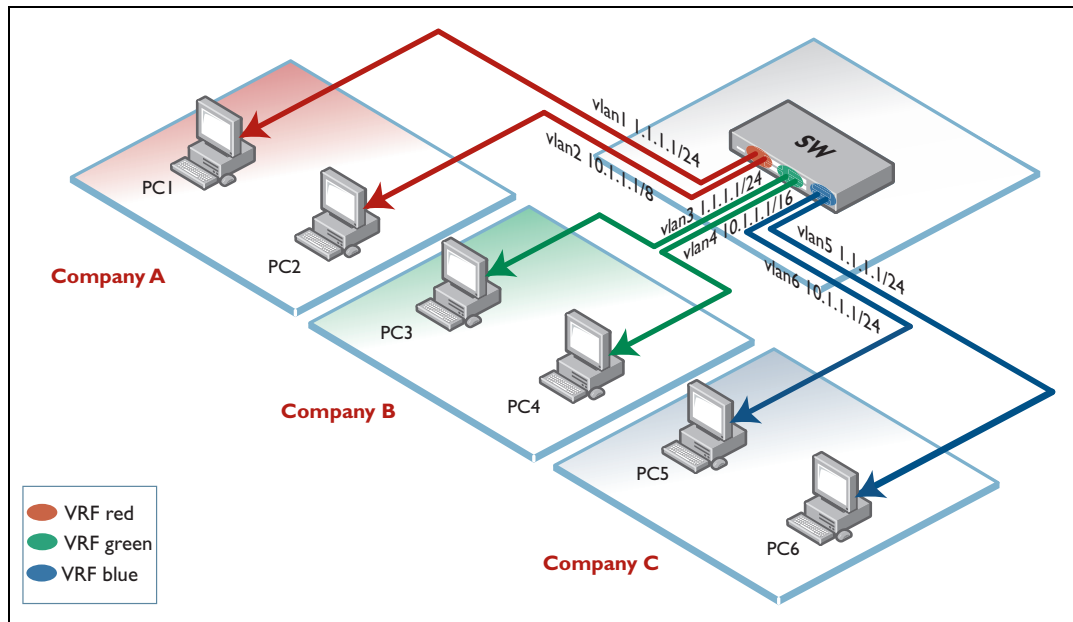 SW
vlan1 1.1.1.1/24
vlan2 10.1.1.1/8
vlan3 1.1.1.1/24
vlan4 10.1.1.1/16
vlan5 1.1.1.1/24
vlan6 10.1.1.1/24
PC1
PC2
Company A
PC3
PC4
Company B
PC5
PC6
Company C
VRF red
VRF green
VRF blue